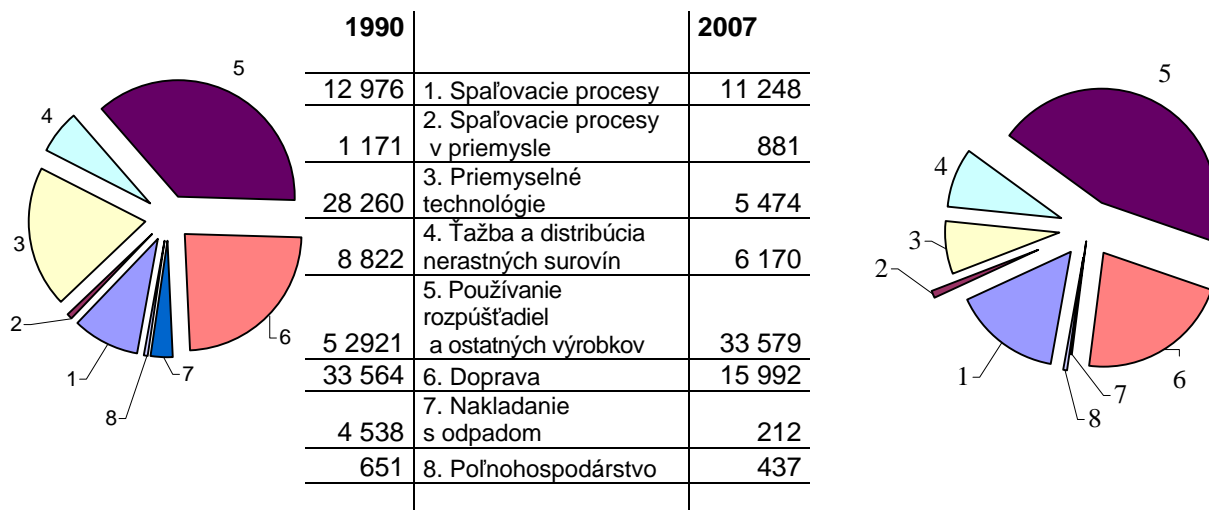 1990 2007
12 976 1. Spaľovacie procesy 11 248
2. Spaľovacie procesy
1 171 v priemysle 881
3. Priemyselné
28 260 technológie 5 474
4. Ťažba a distribúcia
8 822 nerastných surovín 6 170
5. Používanie
rozpúšťadiel
5 2921 a ostatných výrobkov 33 579
33 564 6. Doprava 15 992
7. Nakladanie
4 538 s odpadom 212
651 8. Poľnohospodárstvo 437
5
4
3
2
1
8
7
6
5
4
3
2
1
8
7
6